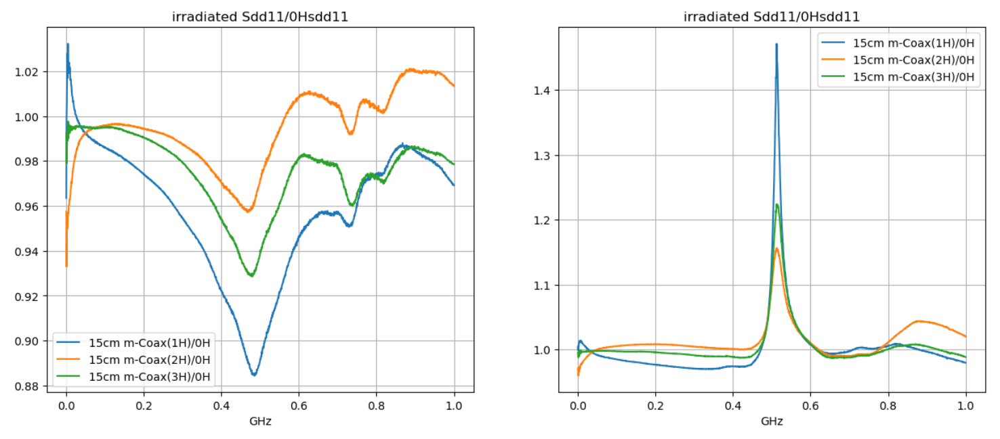 irradiated Sdd11/0Hsdd11
1.02
1.00
0.98
0.96
0.94
0.92
0.90
0.88
15cm m-Coax(1H)/0H
15cm m-Coax(2H)/0H
15cm m-Coax(3H)/0H
0.0 0.2 0.4 0.6 0.8 1.0
GHz
irradiated Sdd11/0Hsdd11
15cm m-Coax(1H)/0H
15cm m-Coax(2H)/0H
15cm m-Coax(3H)/0H
1.4
1.3
1.2
1.1
1.0
0.0 0.2 0.4 0.6 0.8 1.0
GHz